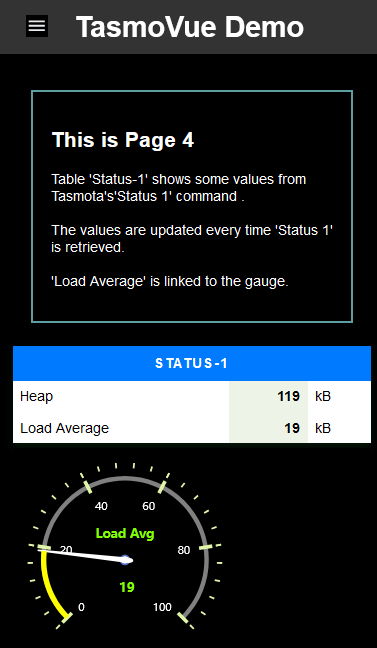 TasmoVue Demo
This is Page 4
Table 'Status-1' shows some values from
Tasmota's'Status 1' command .
The values are updated every time 'Status 1'
is retrieved.
'Load Average' is linked to the gauge.
STATUS-1
Heap 119 kB
Load Average 19 kB
40 60
Load Avg
20 80
19
0 100